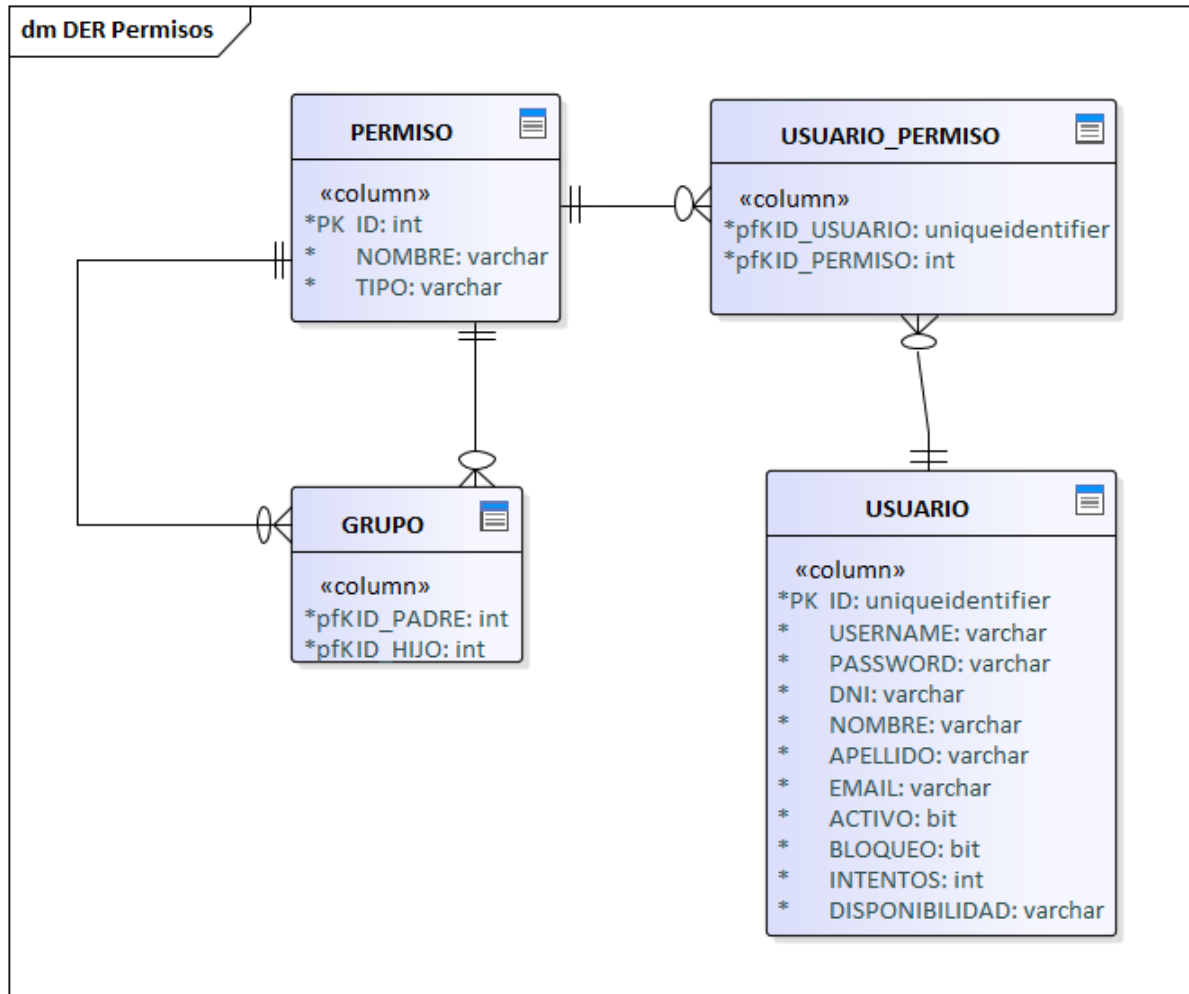 dm DER Permisos
PERMISO
«column»
*PK ID: int
* NOMBRE: varchar
* TIPO: varchar
USUARIO_PERMISO
«column»
*pfKID_USUARIO: uniqueidentifier
*pfKID_PERMISO: int
GRUPO
«column»
*pfKID_PADRE: int
*pfKID_HIJO: int
USUARIO
«column»
*PK ID: uniqueidentifier
* USERNAME: varchar
* PASSWORD: varchar
* DNI: varchar
* NOMBRE: varchar
* APELLIDO: varchar
* EMAIL: varchar
* ACTIVO: bit
* BLOQUEO: bit
* INTENTOS: int
* DISPONIBILIDAD: varchar